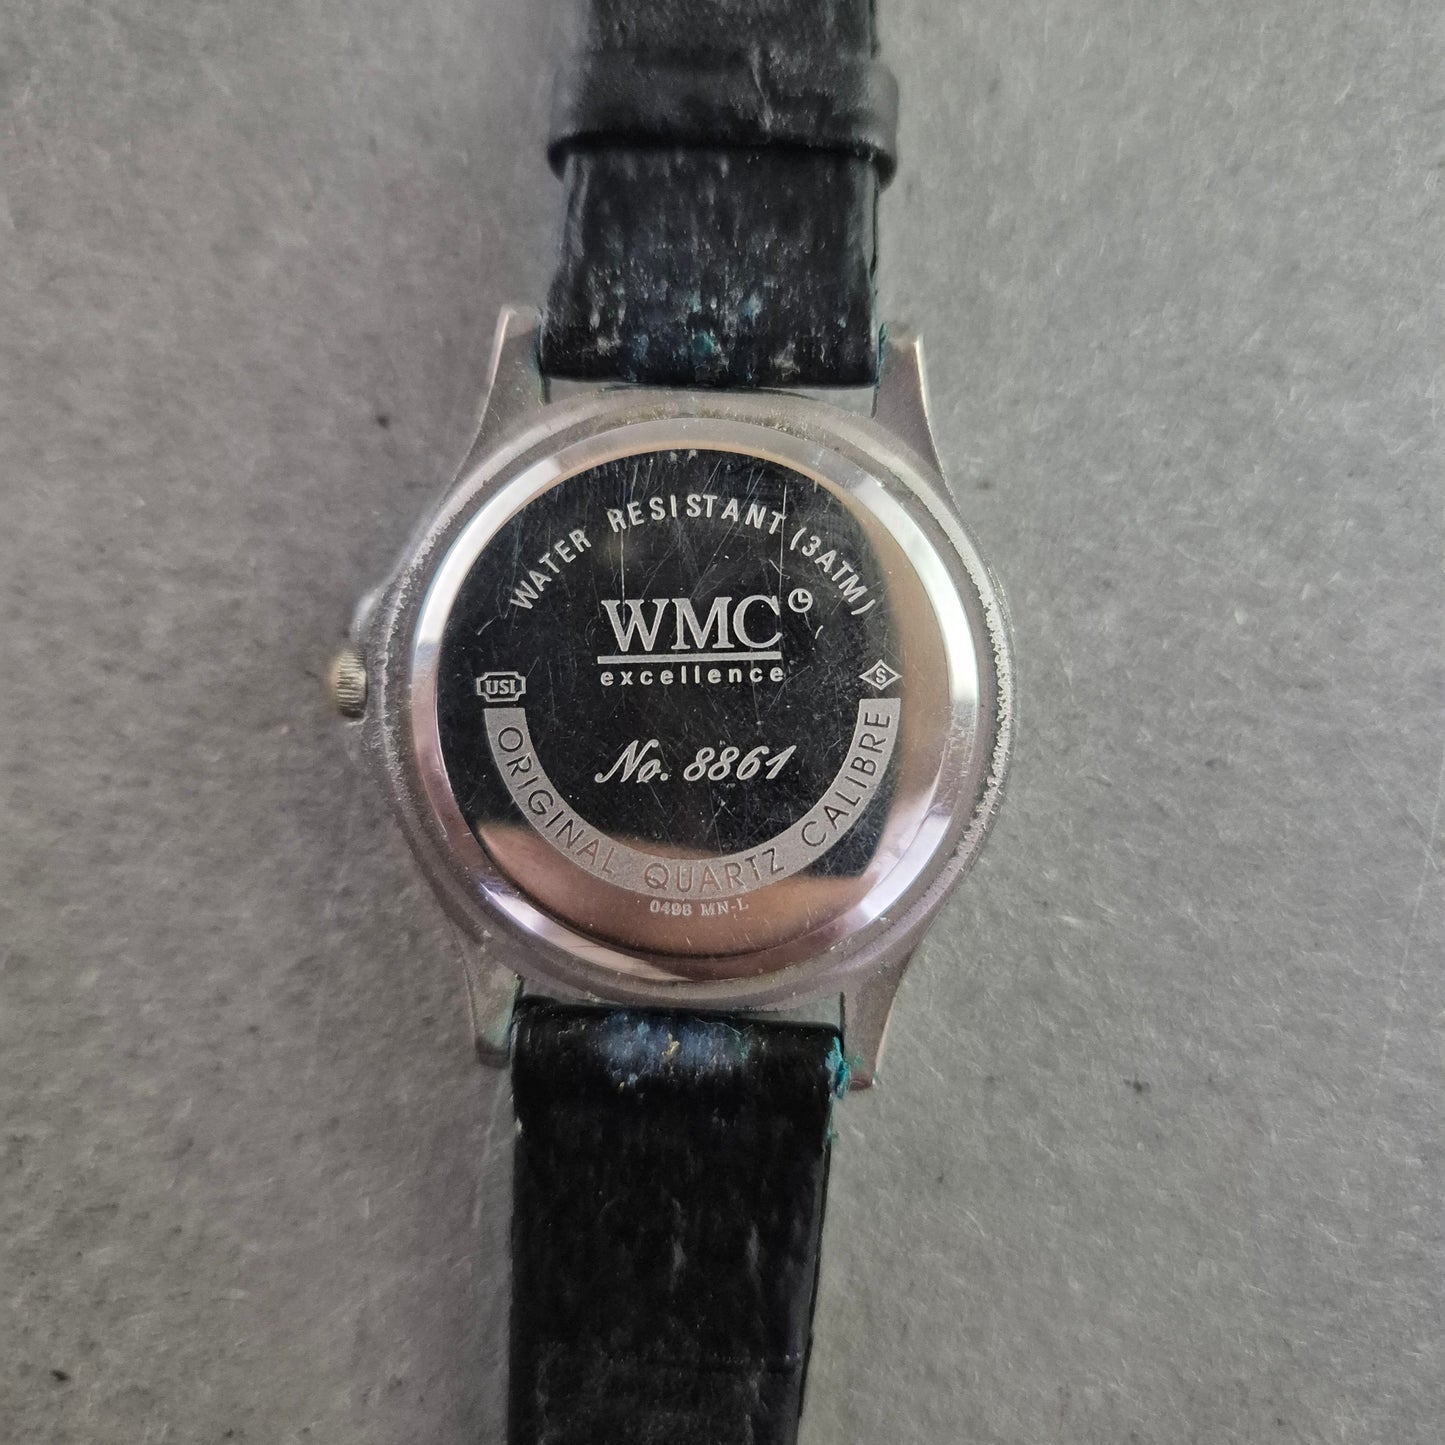 WATER RESISTANT (3ATM)
WMC
excellence
USI
S
No. 8861
ORIGINAL QUARTZ CALIBRE
0498 MN-L